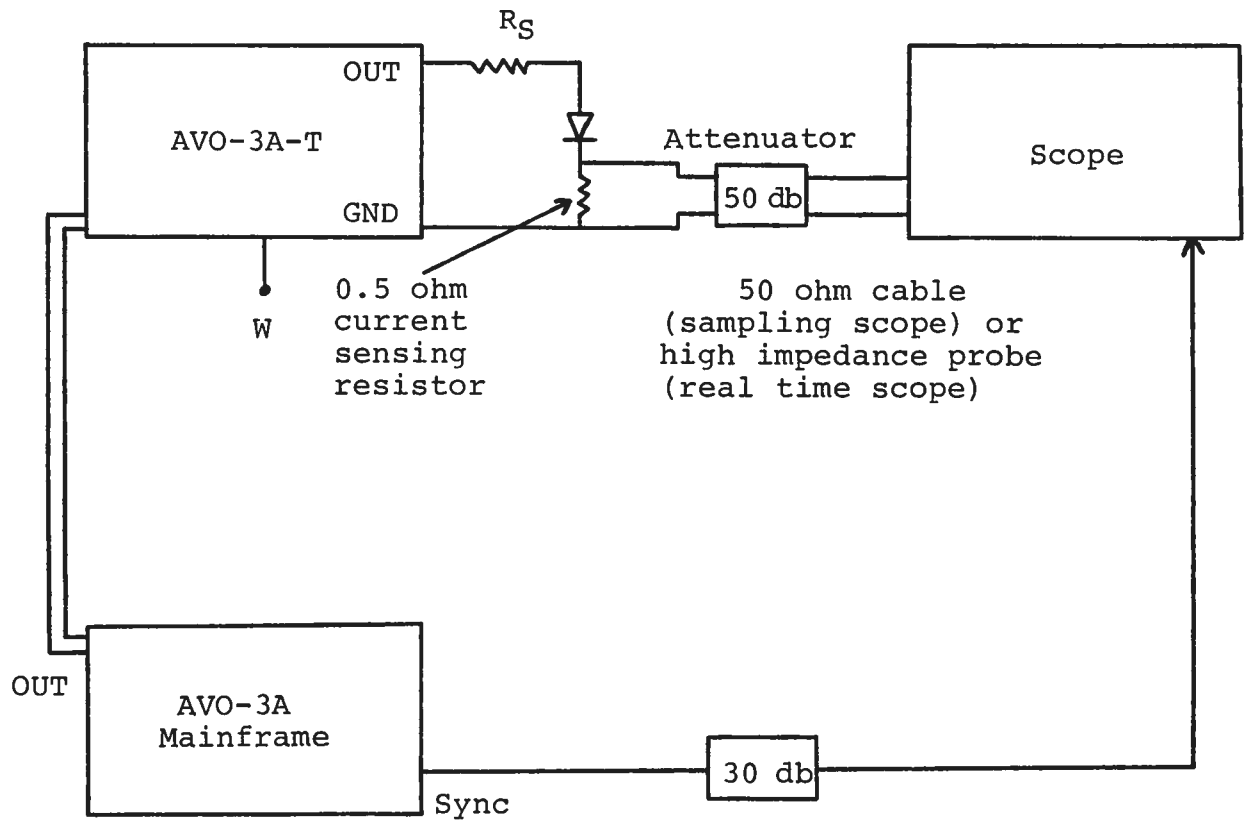 RS
OUT
AVO-3A-T
GND
W
Attenuator
50 db
Scope
0.5 ohm
current
sensing
resistor
50 ohm cable
(sampling scope) or
high impedance probe
(real time scope)
OUT
AVO-3A
Mainframe
Sync
30 db